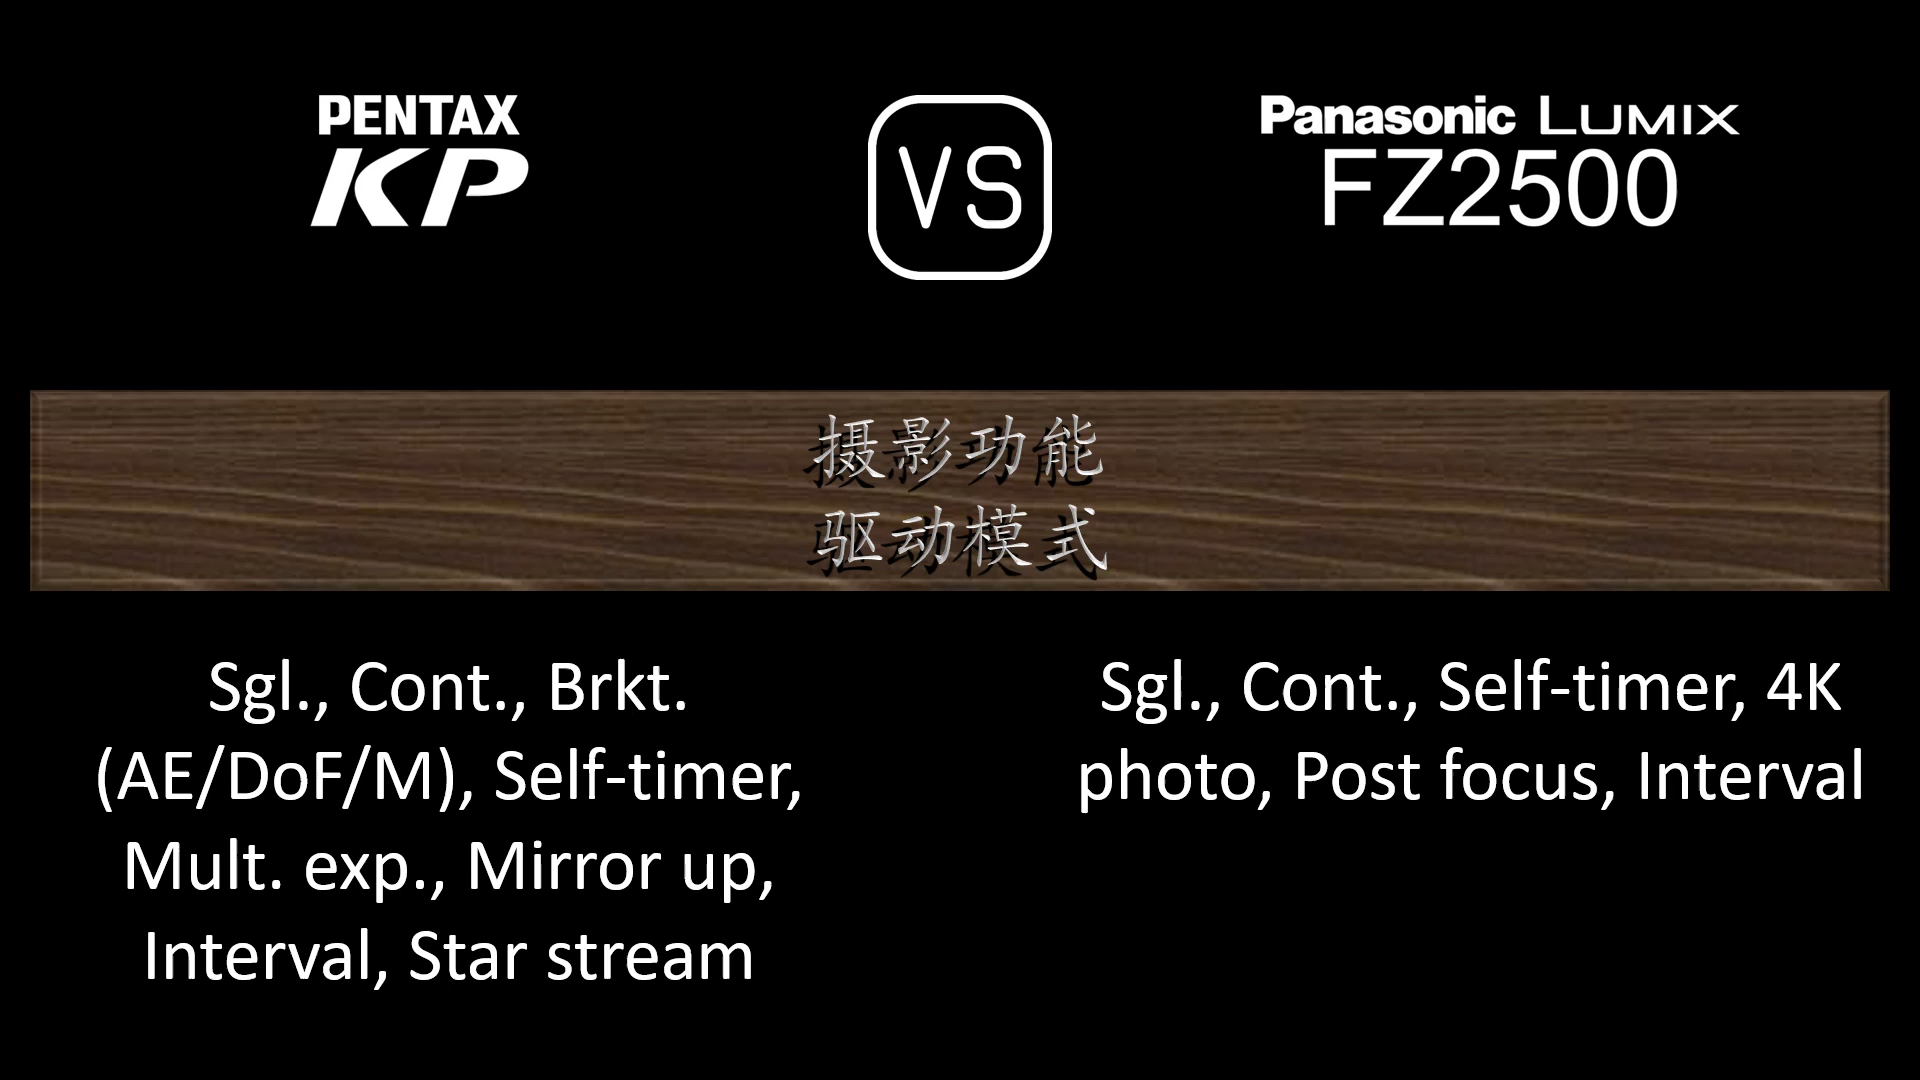 PENTAX
KP
VS
Panasonic LUMIX
FZ2500
摄影功能
驱动模式
Sgl., Cont., Brkt.
(AE/DoF/M), Self-timer,
Mult. exp., Mirror up,
Interval, Star stream
Sgl., Cont., Self-timer, 4K
photo, Post focus, Interval